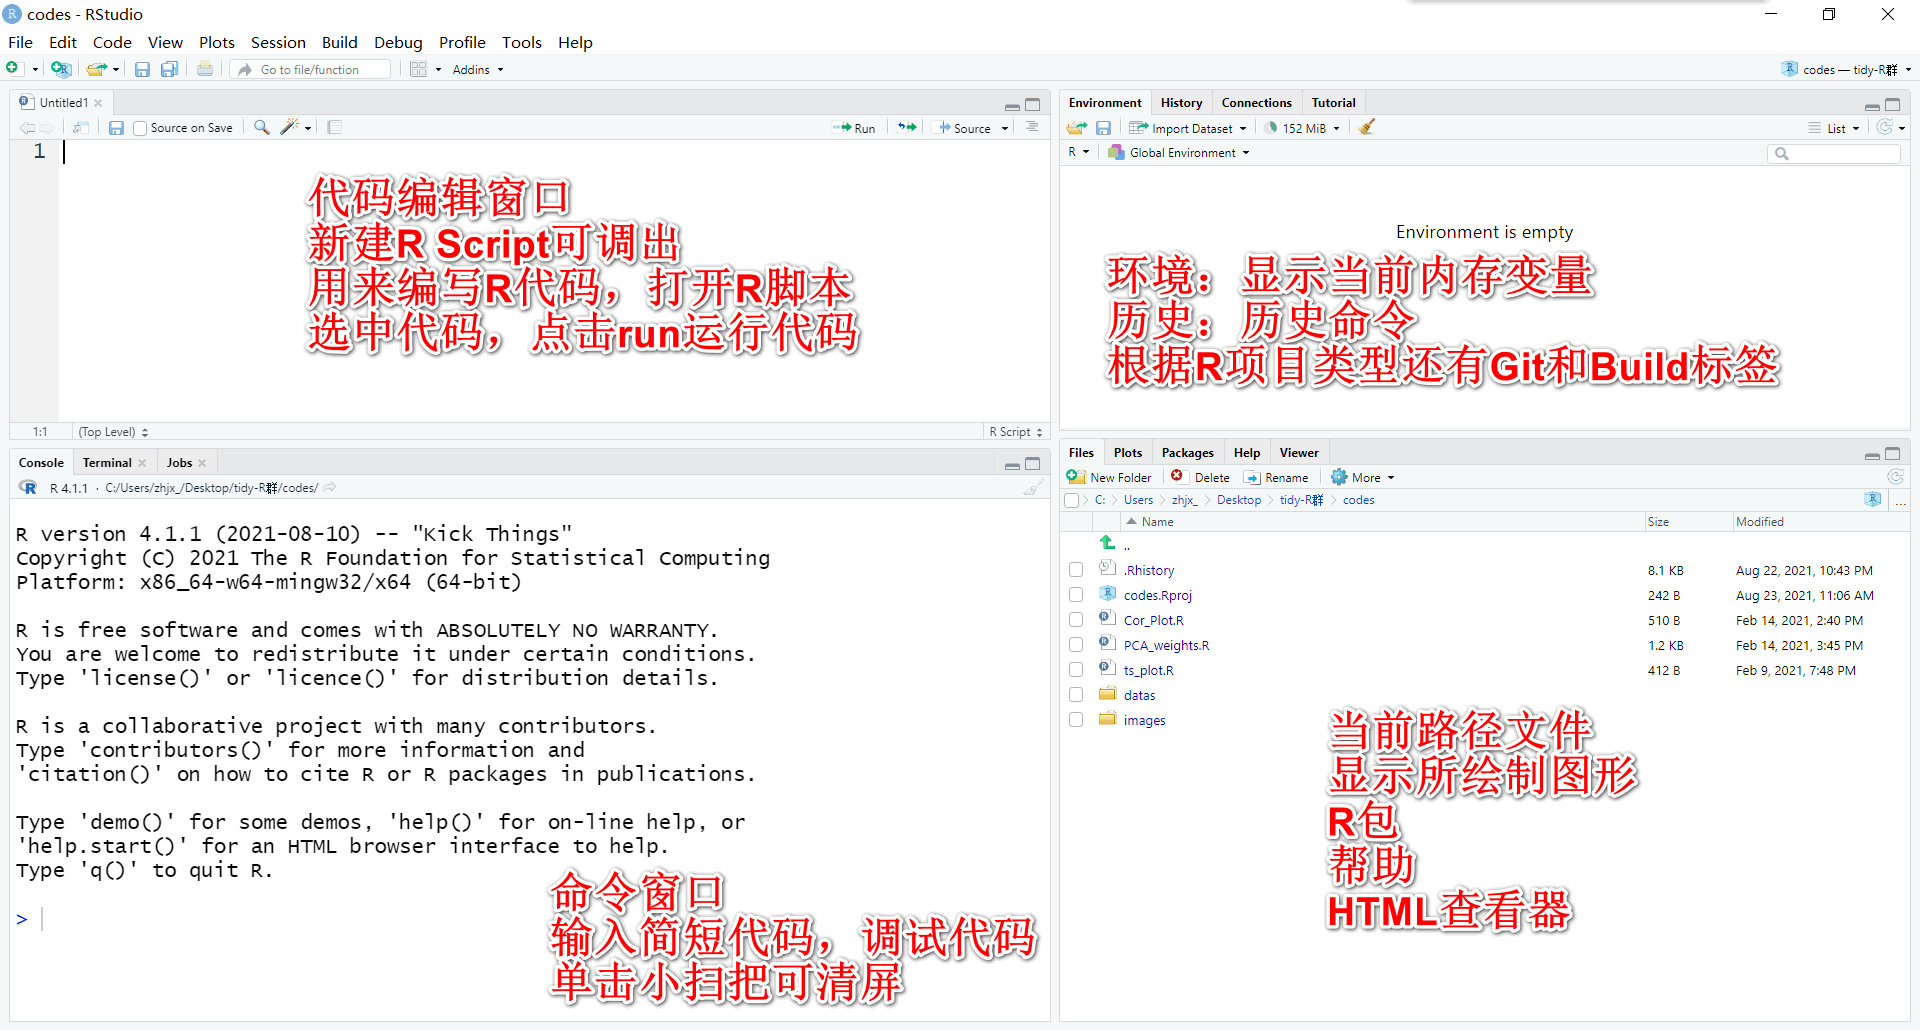 codes - RStudio
File Edit Code View Plots Session Build Debug Profile Tools Help
Go to file/function Addins codes — tidy-R群
Untitled1
Source on Save Run Source
1
代码编辑窗口
新建R Script可调出
用来编写R代码，打开R脚本
选中代码，点击run运行代码
1:1 (Top Level) R Script
Environment History Connections Tutorial
Import Dataset 152 MiB List
R Global Environment
Environment is empty
环境：显示当前内存变量
历史：历史命令
根据R项目类型还有Git和Build标签
Console Terminal Jobs
R 4.1.1 · C:/Users/zhjx_/Desktop/tidy-R群/codes/
R version 4.1.1 (2021-08-10) -- "Kick Things"
Copyright (C) 2021 The R Foundation for Statistical Computing
Platform: x86_64-w64-mingw32/x64 (64-bit)
R is free software and comes with ABSOLUTELY NO WARRANTY.
You are welcome to redistribute it under certain conditions.
Type 'license()' or 'licence()' for distribution details.
R is a collaborative project with many contributors.
Type 'contributors()' for more information and
'citation()' on how to cite R or R packages in publications.
Type 'demo()' for some demos, 'help()' for on-line help, or
'help.start()' for an HTML browser interface to help.
Type 'q()' to quit R.
>
命令窗口
输入简短代码，调试代码
单击小扫把可清屏
Files Plots Packages Help Viewer
New Folder Delete Rename More
C: Users zhjx_ Desktop tidy-R群 codes ...
Name Size Modified
..
.Rhistory 8.1 KB Aug 22, 2021, 10:43 PM
codes.Rproj 242 B Aug 23, 2021, 11:06 AM
Cor_Plot.R 510 B Feb 14, 2021, 2:40 PM
PCA_weights.R 1.2 KB Feb 14, 2021, 3:45 PM
ts_plot.R 412 B Feb 9, 2021, 7:48 PM
datas
images
当前路径文件
显示所绘制图形
R包
帮助
HTML查看器